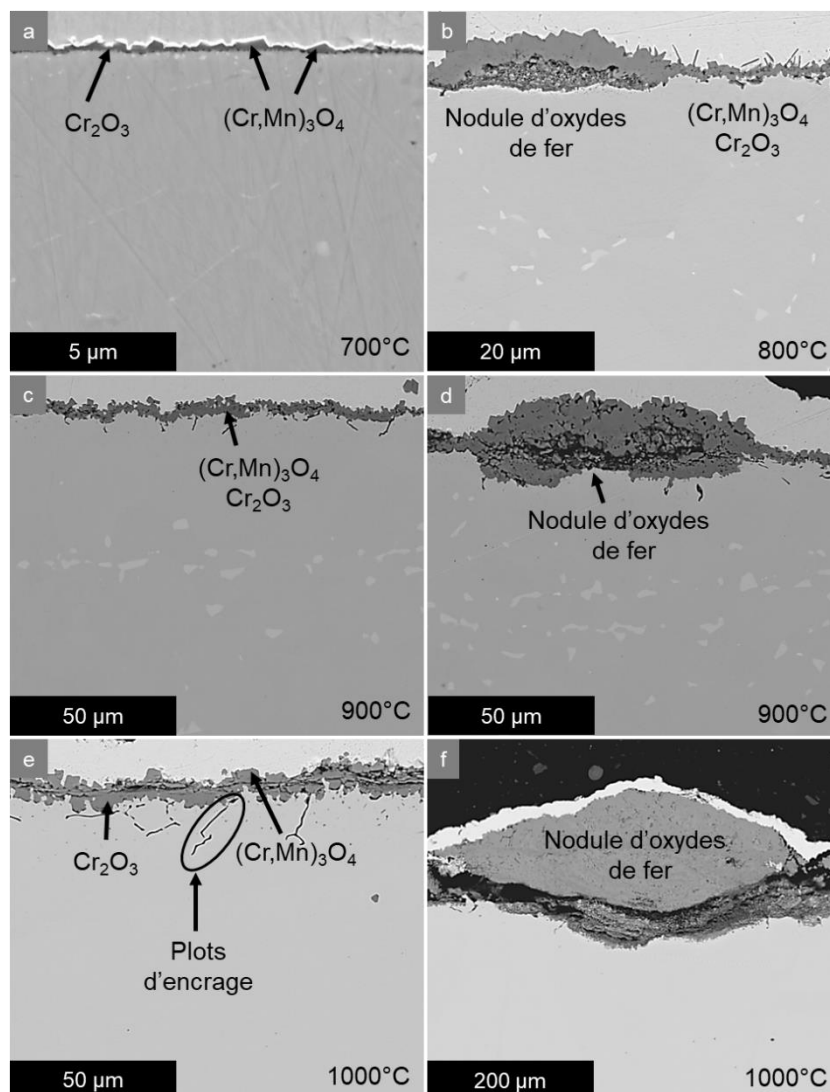 a
Cr₂O₃
(Cr,Mn)₃O₄
5 µm
700°C
b
Nodule d'oxydes
de fer
(Cr,Mn)₃O₄
Cr₂O₃
20 µm
800°C
c
(Cr,Mn)₃O₄
Cr₂O₃
50 µm
900°C
d
Nodule d'oxydes
de fer
50 µm
900°C
e
Cr₂O₃
(Cr,Mn)₃O₄
Plots
d'encrage
50 µm
1000°C
f
Nodule d'oxydes
de fer
200 µm
1000°C